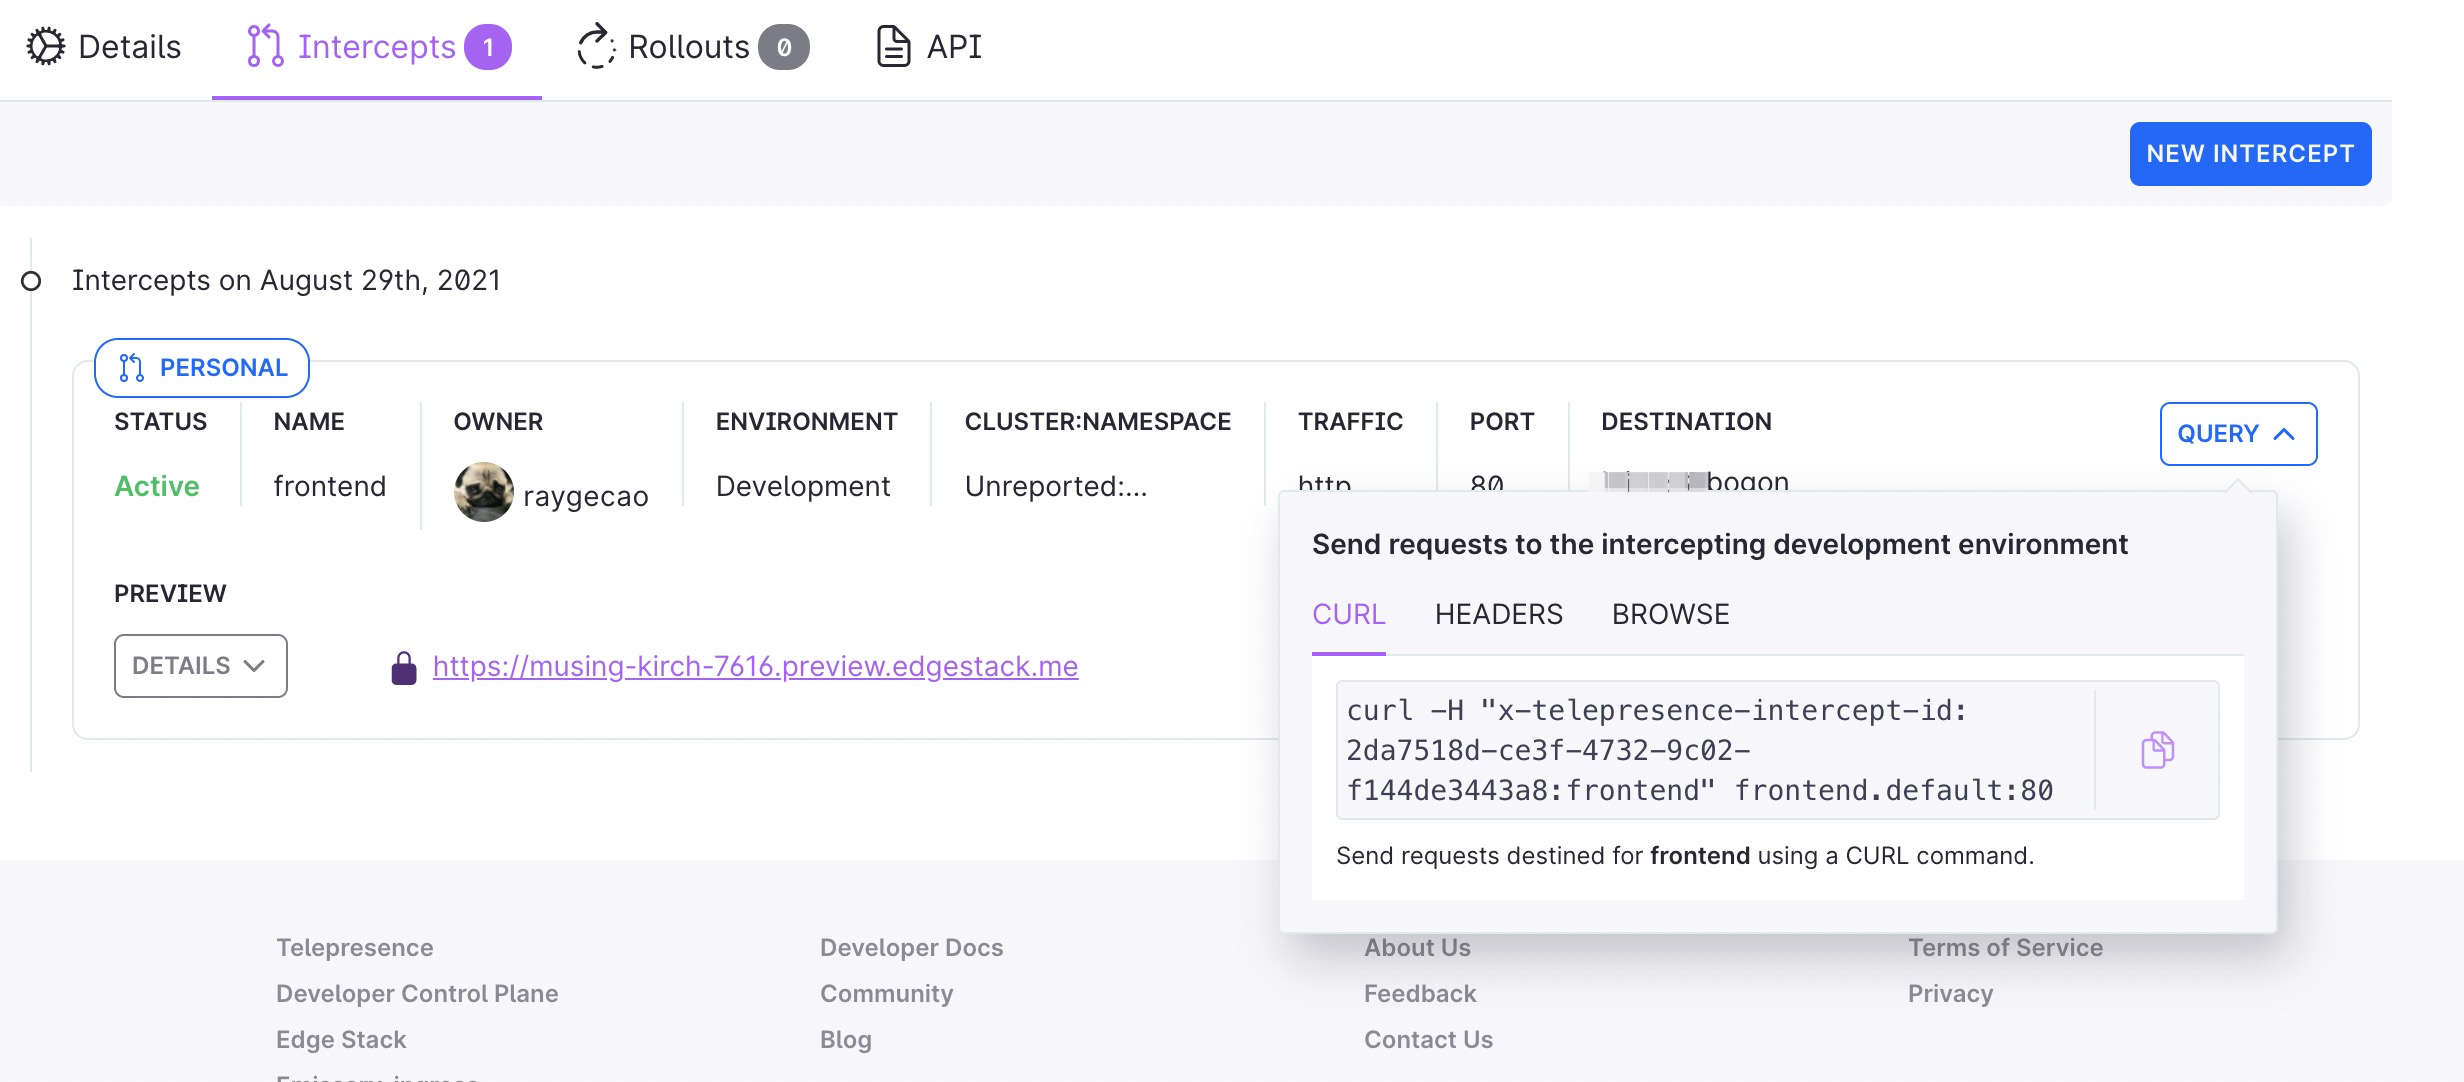 Details Intercepts 1 Rollouts 0 API
NEW INTERCEPT
Intercepts on August 29th, 2021
PERSONAL
STATUS NAME OWNER ENVIRONMENT CLUSTER:NAMESPACE TRAFFIC PORT DESTINATION
QUERY
Active frontend raygecao Development Unreported:... http 80 bogon
Send requests to the intercepting development environment
CURL HEADERS BROWSE
curl -H "x-telepresence-intercept-id:
2da7518d-ce3f-4732-9c02-
f144de3443a8:frontend" frontend.default:80
Send requests destined for frontend using a CURL command.
PREVIEW
DETAILS https://musing-kirch-7616.preview.edgestack.me
Telepresence Developer Docs About Us Terms of Service
Developer Control Plane Community Feedback Privacy
Edge Stack Blog Contact Us